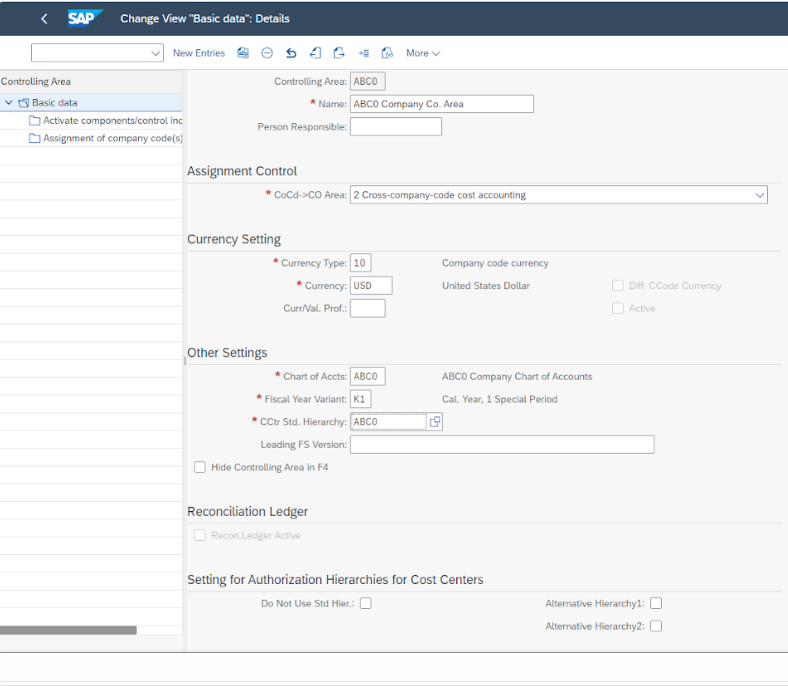 SAP Change View "Basic data": Details
New Entries More
Controlling Area
Basic data
Activate components/control inc
Assignment of company code(s)
Controlling Area: ABC0
* Name: ABC0 Company Co. Area
Person Responsible:
Assignment Control
* CoCd->CO Area: 2 Cross-company-code cost accounting
Currency Setting
* Currency Type: 10 Company code currency
* Currency: USD United States Dollar Diff. CCode Currency
Curr/Val. Prof.: Active
Other Settings
* Chart of Accts: ABC0 ABC0 Company Chart of Accounts
* Fiscal Year Variant: K1 Cal. Year, 1 Special Period
* CCtr Std. Hierarchy: ABC0
Leading FS Version:
Hide Controlling Area in F4
Reconciliation Ledger
Recon.Ledger Active
Setting for Authorization Hierarchies for Cost Centers
Do Not Use Std Hier.: Alternative Hierarchy1:
Alternative Hierarchy2: